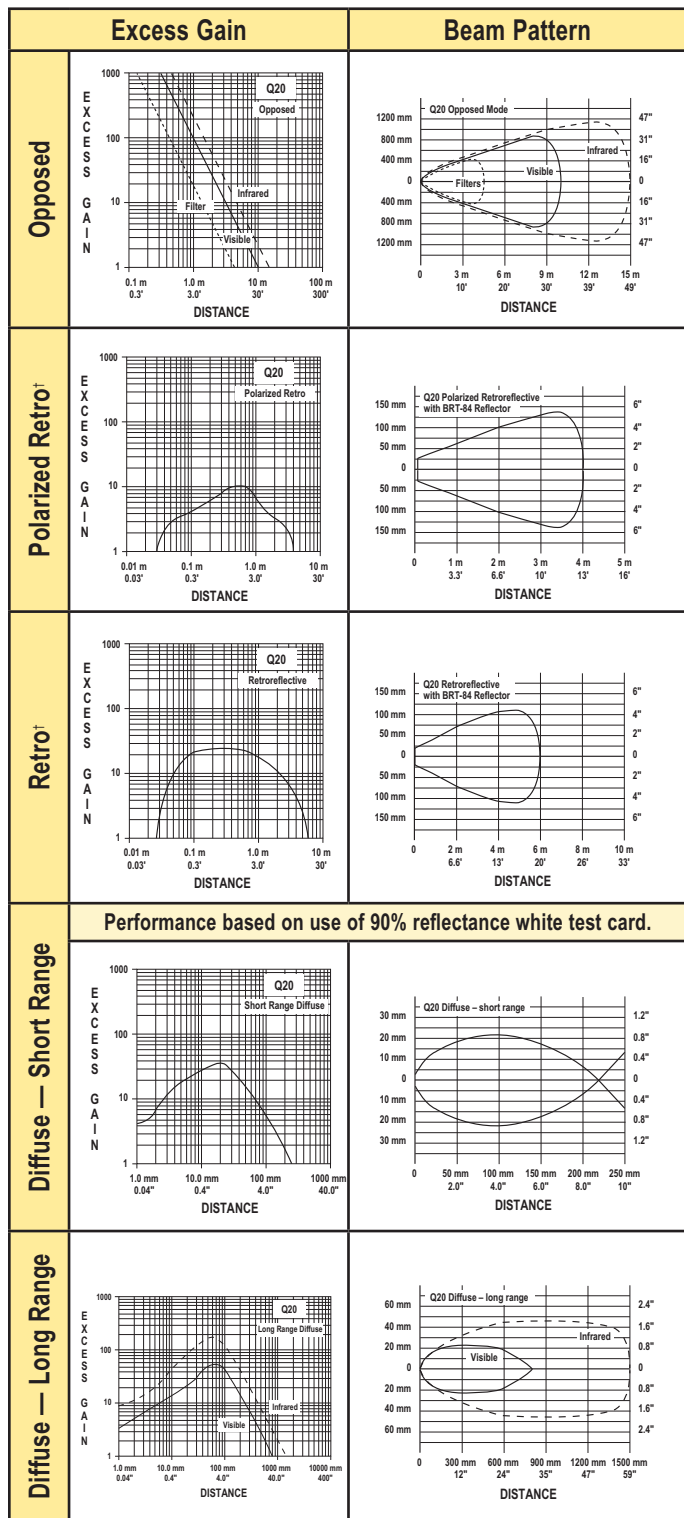 Excess Gain
Beam Pattern
Opposed
EXCESS GAIN
1000
100
10
1
Q20
Opposed
Infrared
Filter
Visible
0.1 m 1.0 m 10 m 100 m
0.3' 3.0' 30' 300'
DISTANCE
Q20 Opposed Mode
1200 mm
800 mm
400 mm
0
400 mm
800 mm
1200 mm
47"
31"
16"
0
16"
31"
47"
Infrared
Visible
Filters
0 3 m 6 m 9 m 12 m 15 m
10' 20' 30' 39' 49'
DISTANCE
Polarized Retro†
EXCESS GAIN
1000
100
10
1
Q20
Polarized Retro
0.01 m 0.1 m 1.0 m 10 m
0.03' 0.3' 3.0' 30'
DISTANCE
Q20 Polarized Retroreflective
with BRT-84 Reflector
150 mm
100 mm
50 mm
0
50 mm
100 mm
150 mm
6"
4"
2"
0
2"
4"
6"
0 1 m 2 m 3 m 4 m 5 m
3.3' 6.6' 10' 13' 16'
DISTANCE
Retro†
EXCESS GAIN
1000
100
10
1
Q20
Retroreflective
0.01 m 0.1 m 1.0 m 10 m
0.03' 0.3' 3.0' 30'
DISTANCE
Q20 Retroreflective
with BRT-84 Reflector
150 mm
100 mm
50 mm
0
50 mm
100 mm
150 mm
6"
4"
2"
0
2"
4"
6"
0 2 m 4 m 6 m 8 m 10 m
6.6' 13' 20' 26' 33'
DISTANCE
Diffuse — Short Range
Performance based on use of 90% reflectance white test card.
EXCESS GAIN
1000
100
10
1
Q20
Short Range Diffuse
1.0 mm 10.0 mm 100 mm 1000 mm
0.04" 0.4" 4.0" 40.0"
DISTANCE
Q20 Diffuse – short range
30 mm
20 mm
10 mm
0
10 mm
20 mm
30 mm
1.2"
0.8"
0.4"
0
0.4"
0.8"
1.2"
0 50 mm 100 mm 150 mm 200 mm 250 mm
2.0" 4.0" 6.0" 8.0" 10"
DISTANCE
Diffuse — Long Range
EXCESS GAIN
1000
100
10
1
Q20
Long Range Diffuse
Infrared
Visible
1.0 mm 10.0 mm 100 mm 1000 mm 10000 mm
0.04" 0.4" 4.0" 40" 400"
DISTANCE
Q20 Diffuse – long range
60 mm
40 mm
20 mm
0
20 mm
40 mm
60 mm
2.4"
1.6"
0.8"
0
0.8"
1.6"
2.4"
Infrared
Visible
0 300 mm 600 mm 900 mm 1200 mm 1500 mm
12" 24" 35" 47" 59"
DISTANCE